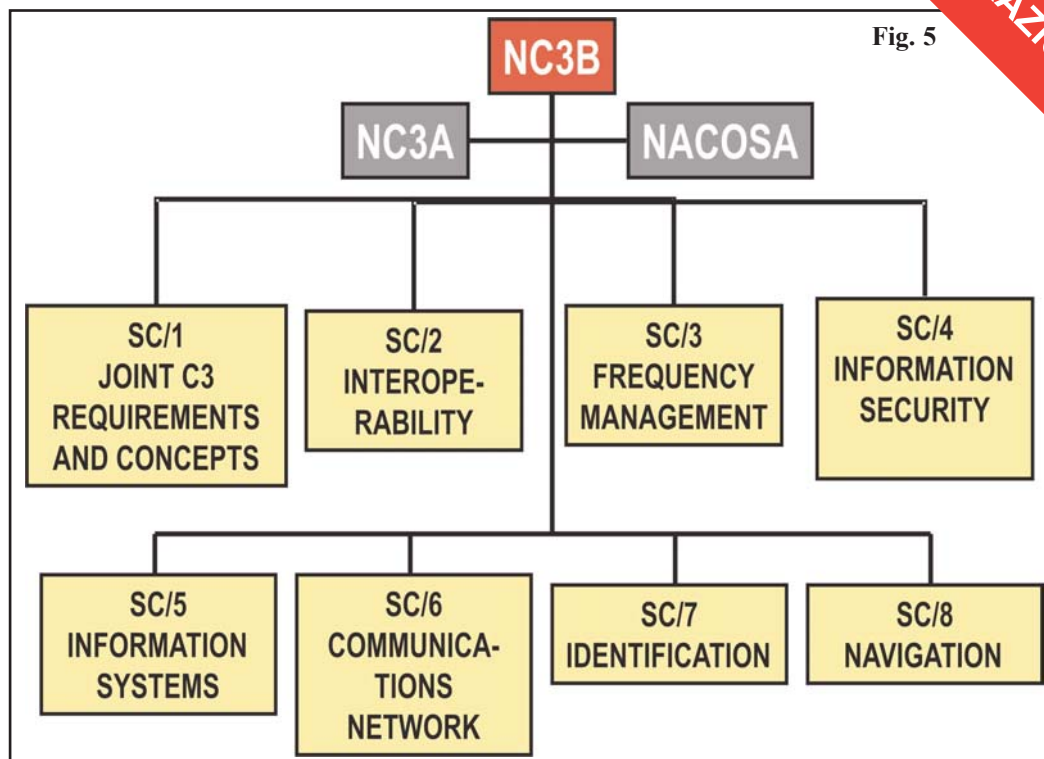 Fig. 5
NC3B
NC3A
NACOSA
SC/1
JOINT C3
REQUIREMENTS
AND CONCEPTS
SC/2
INTEROPE-
RABILITY
SC/3
FREQUENCY
MANAGEMENT
SC/4
INFORMATION
SECURITY
SC/5
INFORMATION
SYSTEMS
SC/6
COMMUNICA-
TIONS
NETWORK
SC/7
IDENTIFICATION
SC/8
NAVIGATION